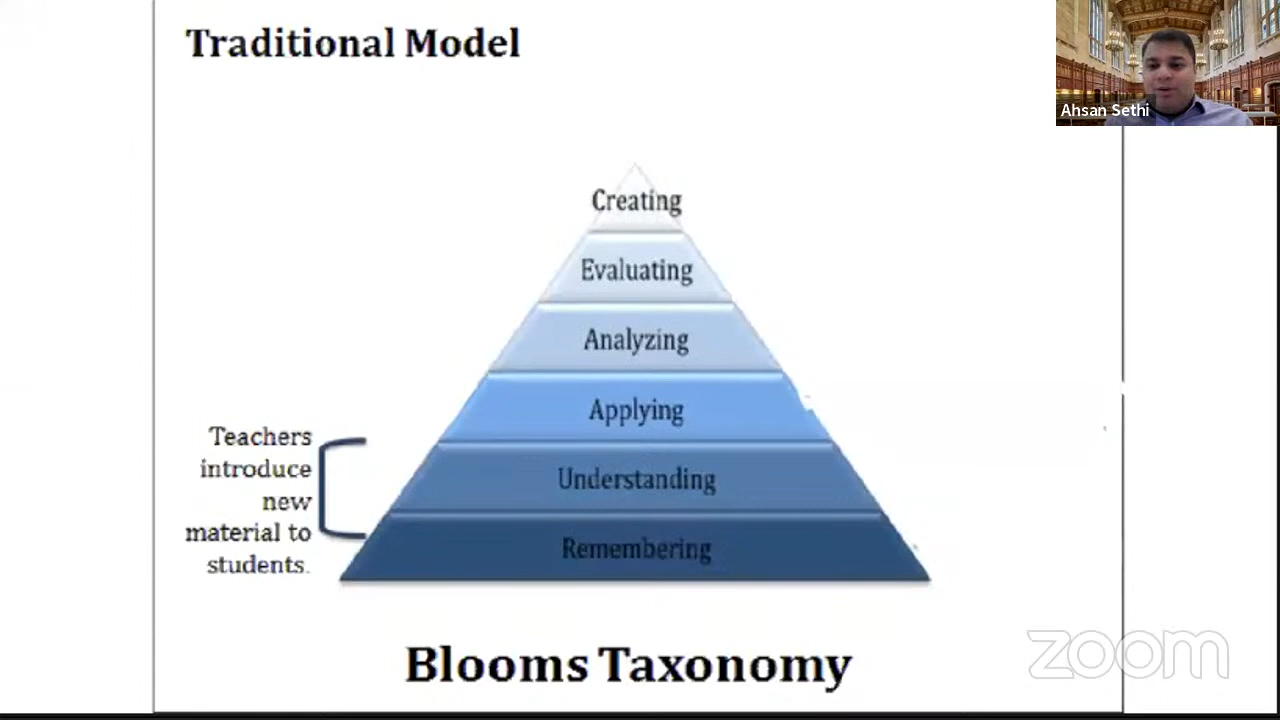 Traditional Model
Ahsan Sethi
Creating
Evaluating
Analyzing
Applying
Understanding
Remembering
Teachers
introduce
new
material to
students.
Blooms Taxonomy
zoom